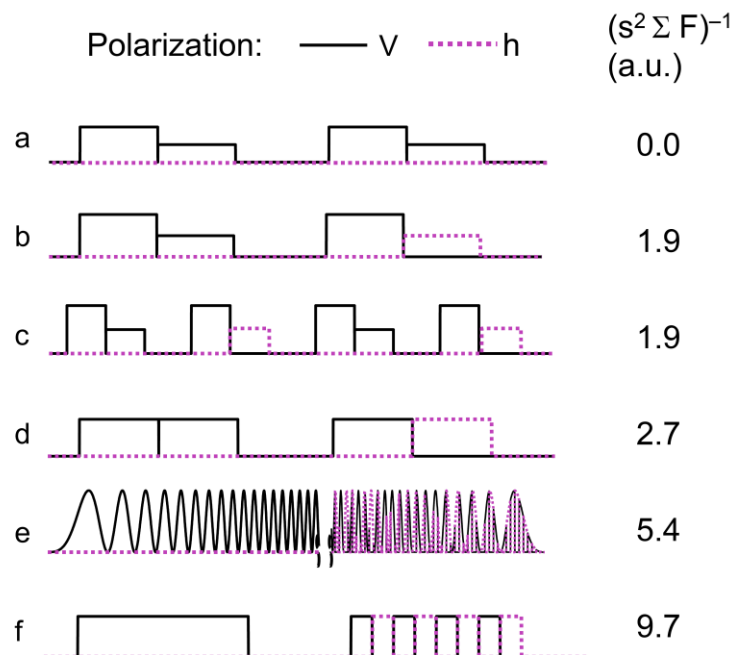 Polarization: V h (s² Σ F)⁻¹
(a.u.)
a 0.0
b 1.9
c 1.9
d 2.7
e 5.4
f 9.7